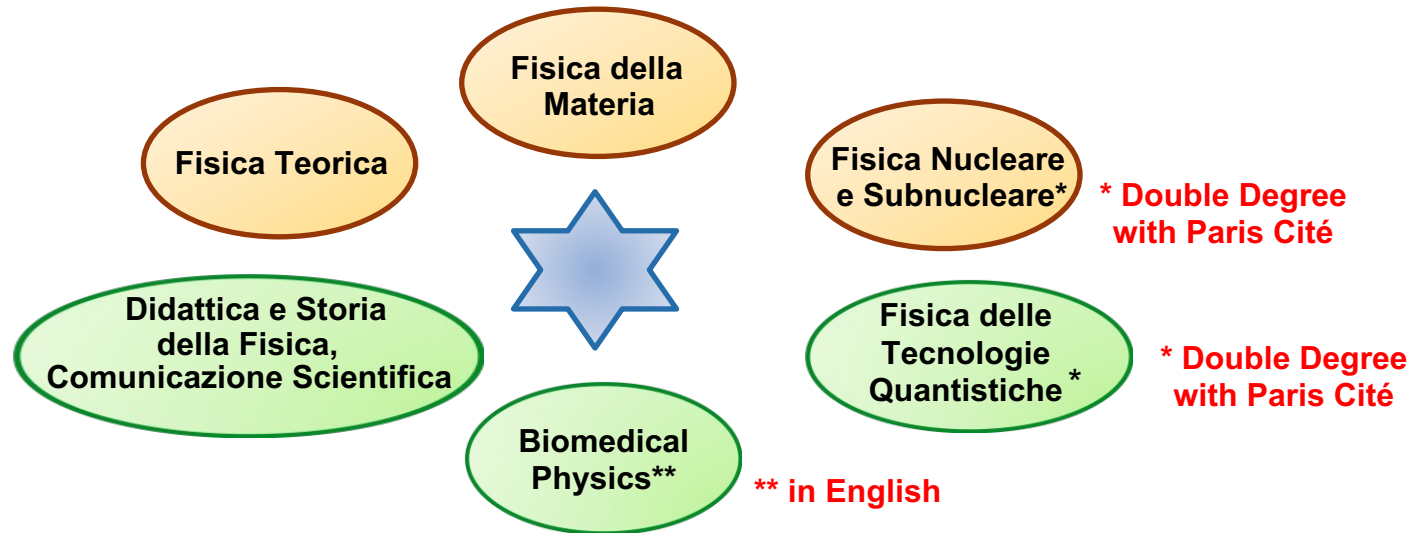 Fisica della
Materia
Fisica Teorica
Fisica Nucleare
e Subnucleare*
* Double Degree
with Paris Cité
Didattica e Storia
della Fisica,
Comunicazione Scientifica
Fisica delle
Tecnologie
Quantistiche *
* Double Degree
with Paris Cité
Biomedical
Physics**
** in English